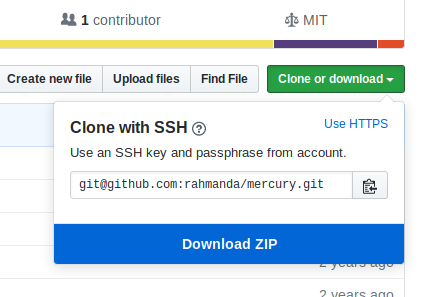 1 contributor
MIT
Create new file
Upload files
Find File
Clone or download
Clone with SSH
Use HTTPS
Use an SSH key and passphrase from account.
git@github.com:rahmanda/mercury.git
Download ZIP
2 years ago
2 years ago